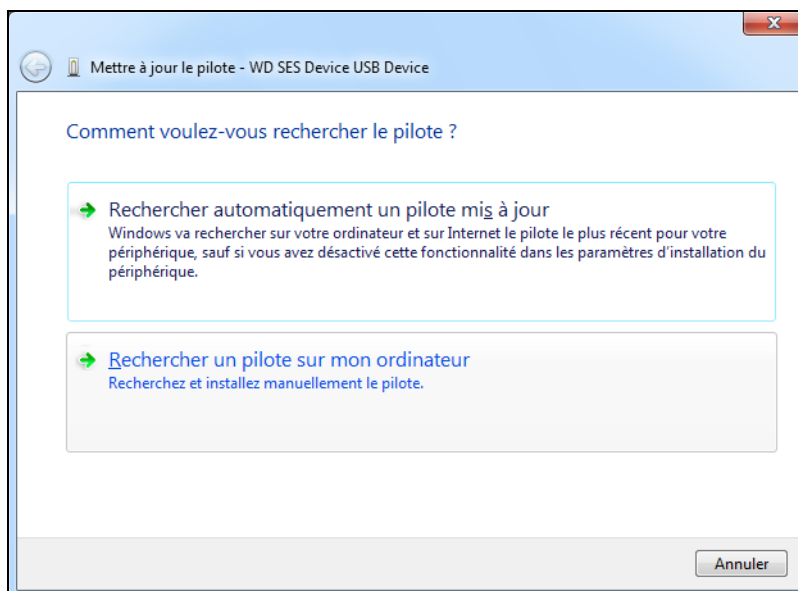 Mettre à jour le pilote - WD SES Device USB Device
Comment voulez-vous rechercher le pilote ?
Rechercher automatiquement un pilote mis à jour
Windows va rechercher sur votre ordinateur et sur Internet le pilote le plus récent pour votre
périphérique, sauf si vous avez désactivé cette fonctionnalité dans les paramètres d'installation du
périphérique.
Rechercher un pilote sur mon ordinateur
Recherchez et installez manuellement le pilote.
Annuler